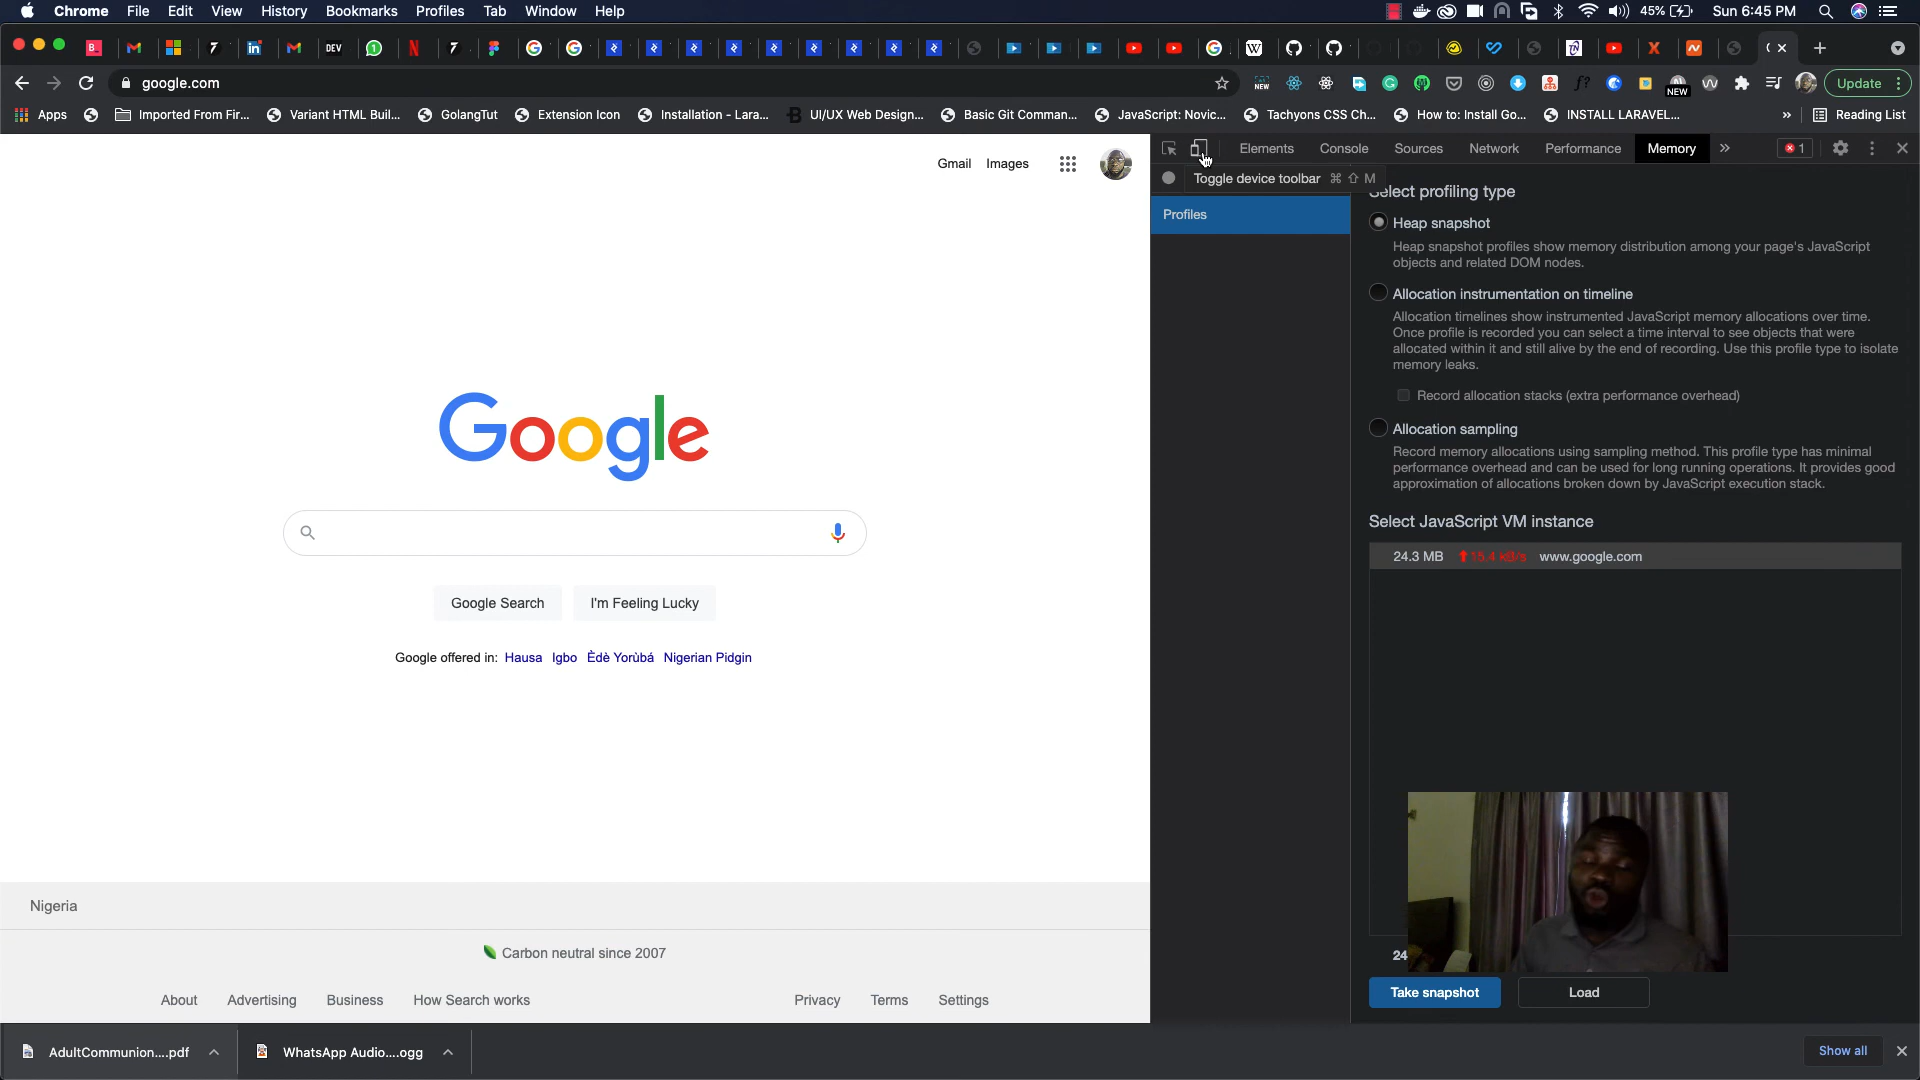 Chrome File Edit View History Bookmarks Profiles Tab Window Help 45% Sun 6:45 PM
google.com
Update
NEW
NEW
Apps Imported From Fir... Variant HTML Buil... GolangTut Extension Icon Installation - Lara... UI/UX Web Design... Basic Git Comman... JavaScript: Novic... Tachyons CSS Ch... How to: Install Go... INSTALL LARAVEL... » Reading List
Gmail Images
Elements Console Sources Network Performance Memory » 1
Toggle device toolbar ⌘ ⇧ M
Profiles
Select profiling type
Heap snapshot
Heap snapshot profiles show memory distribution among your page's JavaScript
objects and related DOM nodes.
Allocation instrumentation on timeline
Allocation timelines show instrumented JavaScript memory allocations over time.
Once profile is recorded you can select a time interval to see objects that were
allocated within it and still alive by the end of recording. Use this profile type to isolate
memory leaks.
Record allocation stacks (extra performance overhead)
Allocation sampling
Record memory allocations using sampling method. This profile type has minimal
performance overhead and can be used for long running operations. It provides good
approximation of allocations broken down by JavaScript execution stack.
Select JavaScript VM instance
24.3 MB 15.4 kB/s www.google.com
24
Take snapshot Load
Google
Google Search I'm Feeling Lucky
Google offered in: Hausa Igbo Èdè Yorùbá Nigerian Pidgin
Nigeria
Carbon neutral since 2007
About Advertising Business How Search works Privacy Terms Settings
AdultCommunion....pdf WhatsApp Audio....ogg Show all